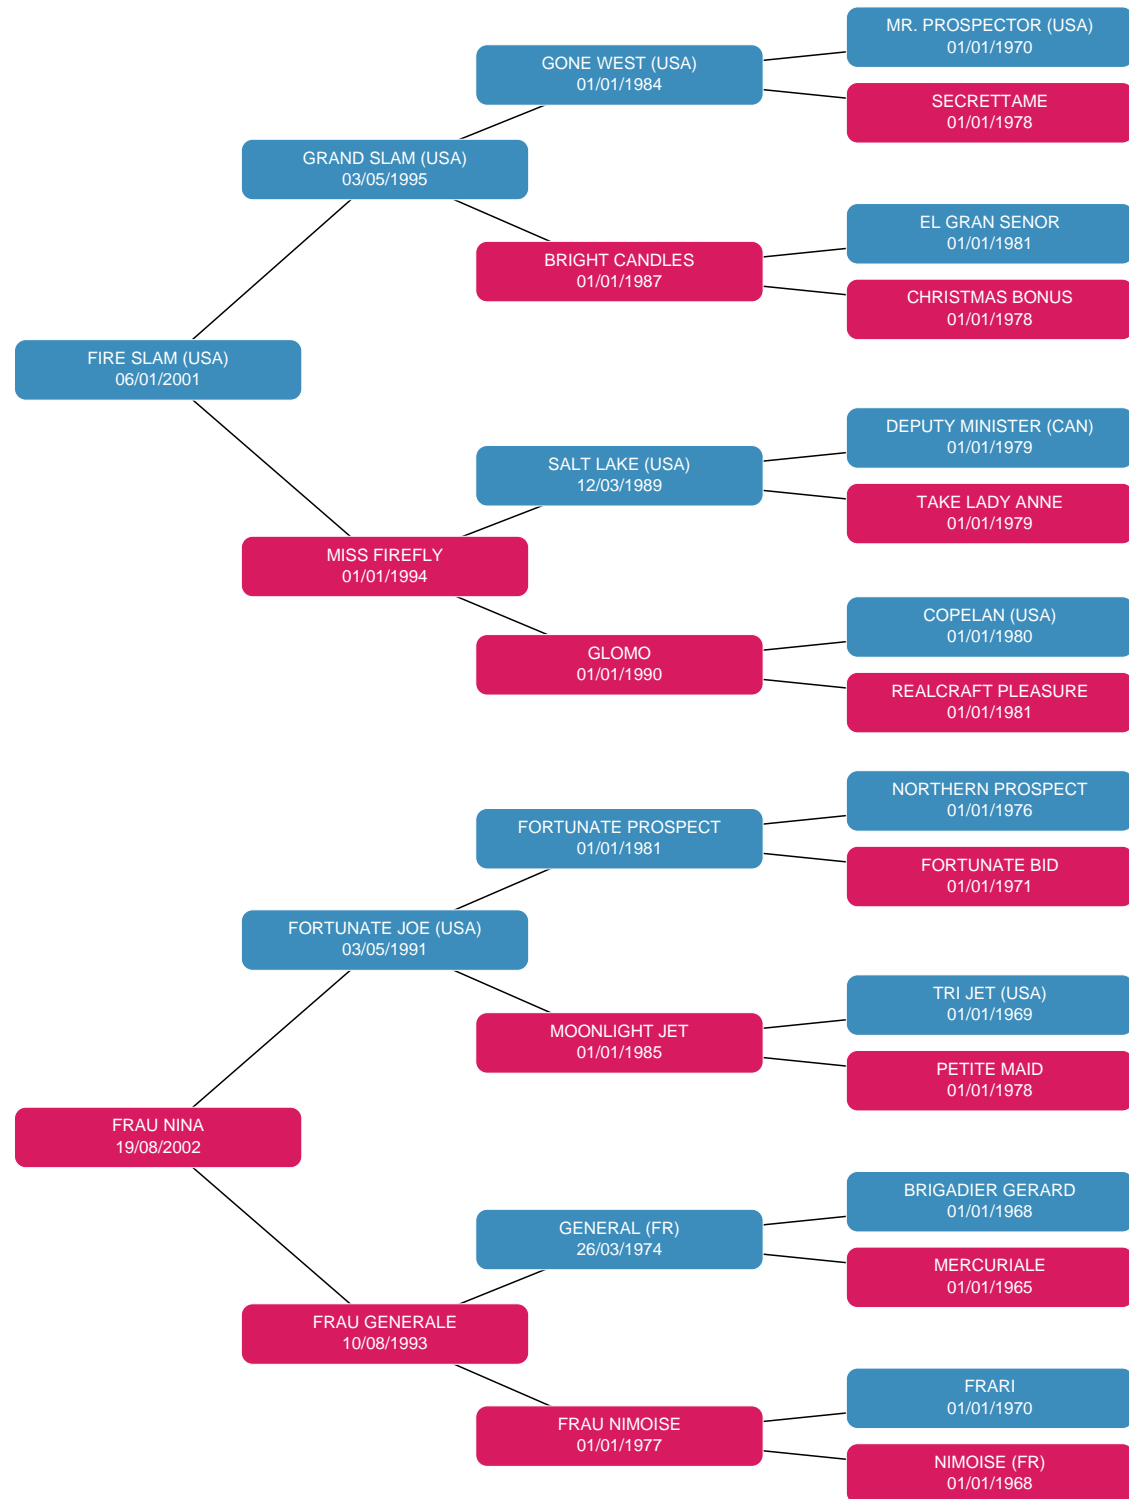 MR. PROSPECTOR (USA)
01/01/1970
GONE WEST (USA)
01/01/1984
SECRETTAME
01/01/1978
GRAND SLAM (USA)
03/05/1995
EL GRAN SENOR
01/01/1981
BRIGHT CANDLES
01/01/1987
CHRISTMAS BONUS
01/01/1978
FIRE SLAM (USA)
06/01/2001
DEPUTY MINISTER (CAN)
01/01/1979
SALT LAKE (USA)
12/03/1989
TAKE LADY ANNE
01/01/1979
MISS FIREFLY
01/01/1994
COPELAN (USA)
01/01/1980
GLOMO
01/01/1990
REALCRAFT PLEASURE
01/01/1981
NORTHERN PROSPECT
01/01/1976
FORTUNATE PROSPECT
01/01/1981
FORTUNATE BID
01/01/1971
FORTUNATE JOE (USA)
03/05/1991
TRI JET (USA)
01/01/1969
MOONLIGHT JET
01/01/1985
PETITE MAID
01/01/1978
FRAU NINA
19/08/2002
BRIGADIER GERARD
01/01/1968
GENERAL (FR)
26/03/1974
MERCURIALE
01/01/1965
FRAU GENERALE
10/08/1993
FRARI
01/01/1970
FRAU NIMOISE
01/01/1977
NIMOISE (FR)
01/01/1968